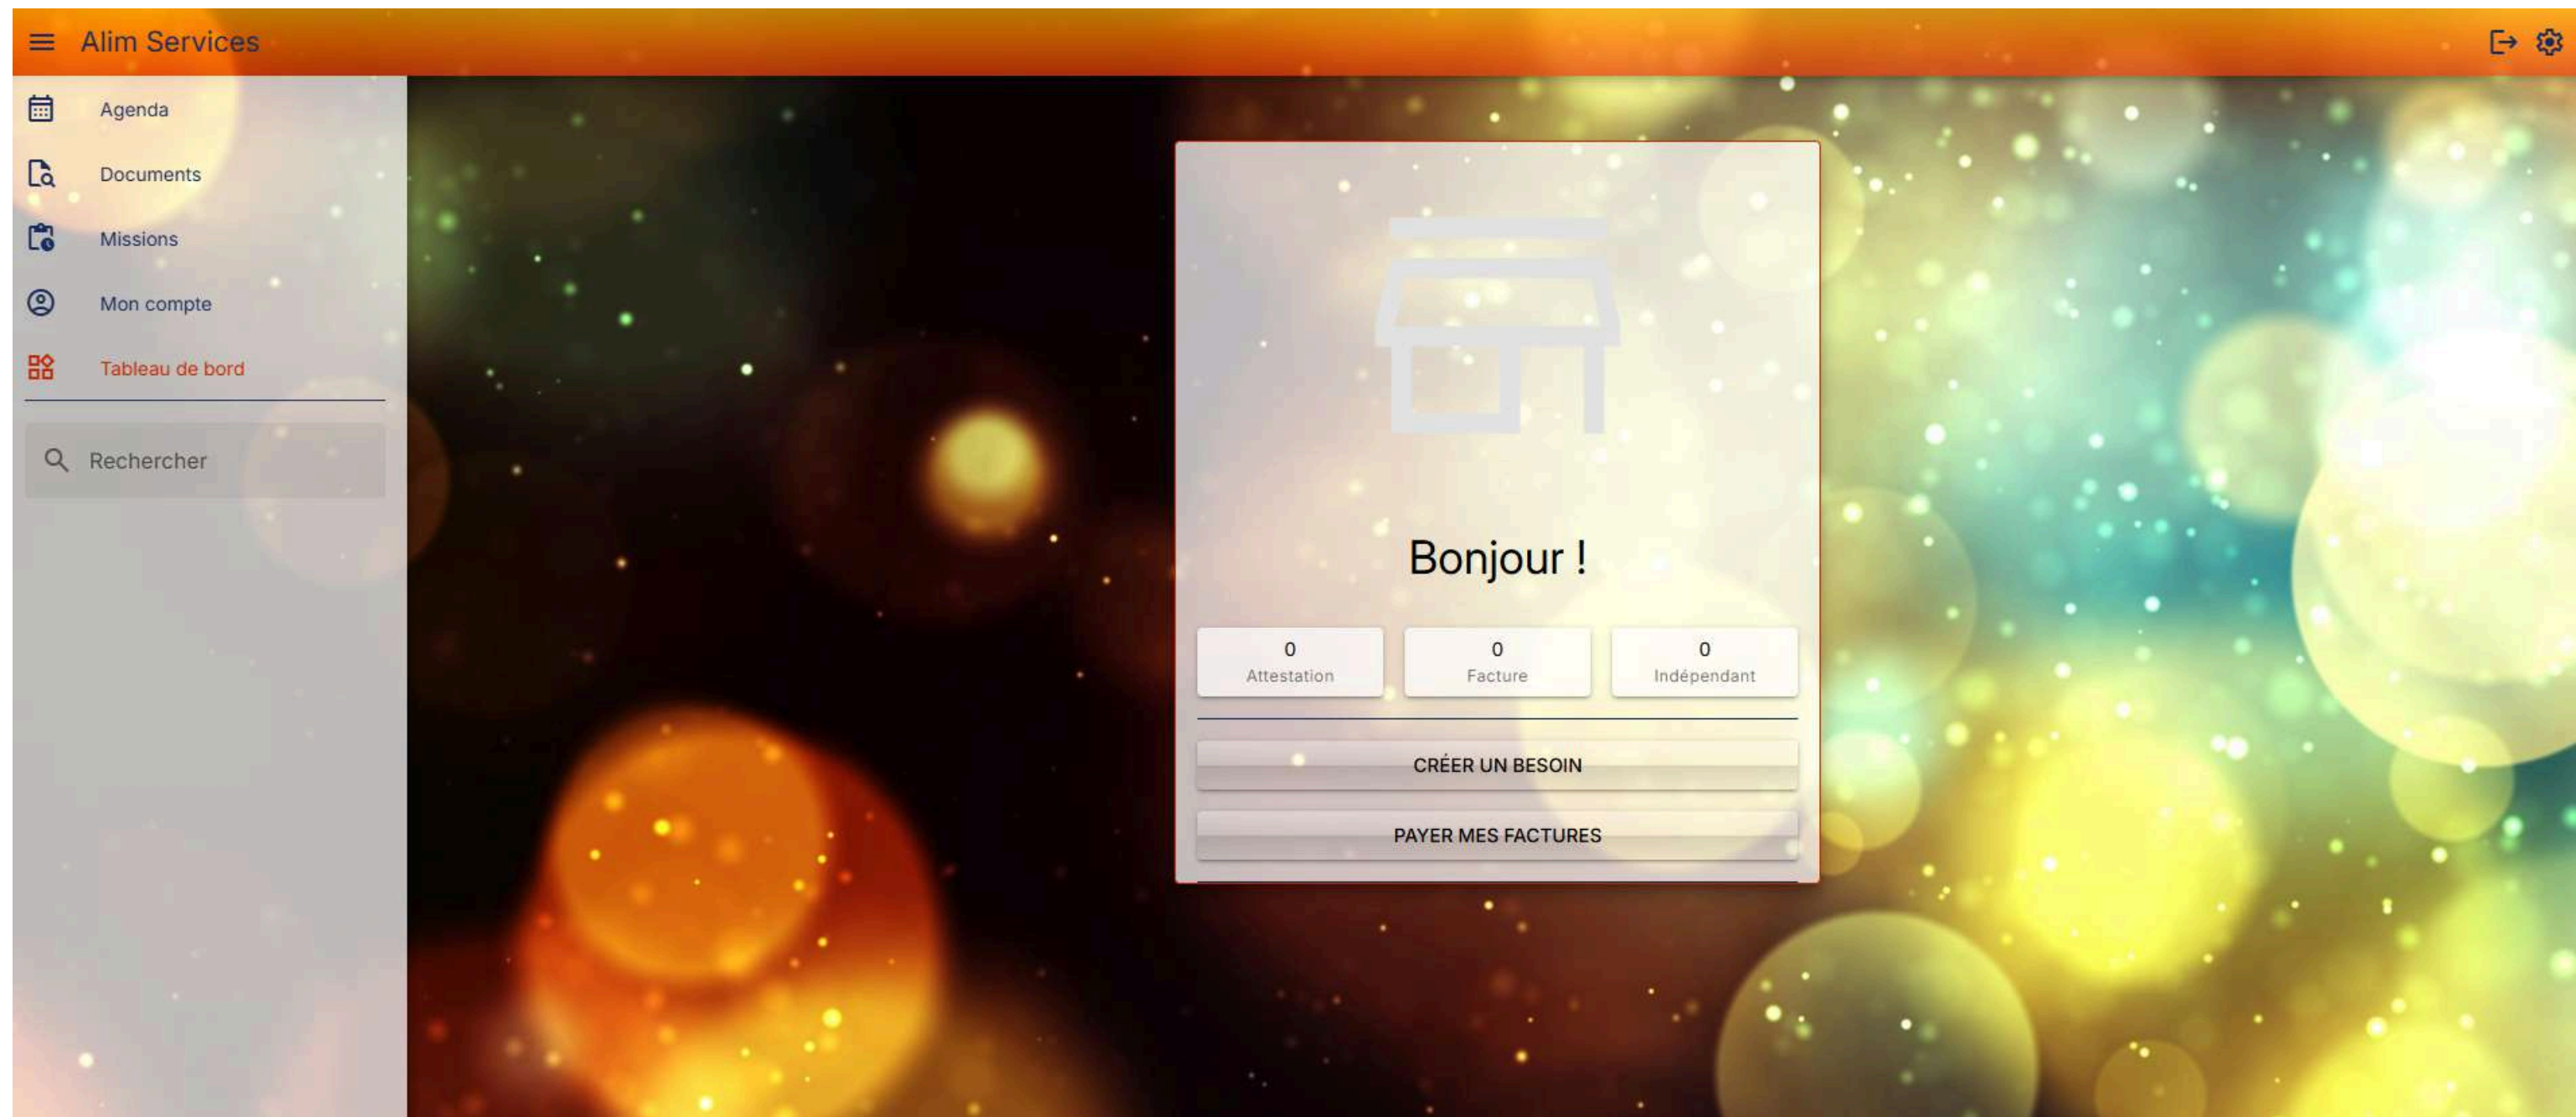 Alim Services
Agenda
Documents
Missions
Mon compte
Tableau de bord
Rechercher
Bonjour !
0
Attestation
0
Facture
0
Indépendant
CRÉER UN BESOIN
PAYER MES FACTURES